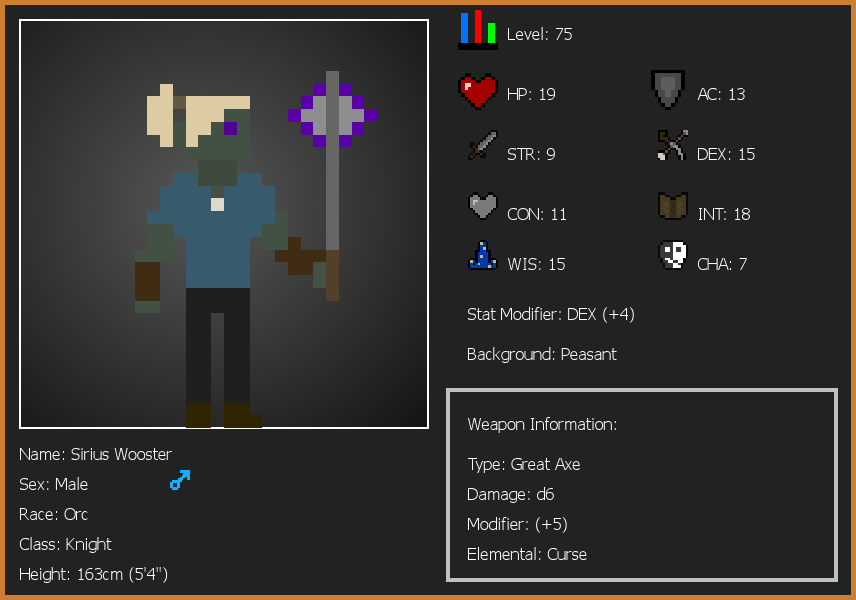 Level: 75
HP: 19
AC: 13
STR: 9
DEX: 15
CON: 11
INT: 18
WIS: 15
CHA: 7
Stat Modifier: DEX (+4)
Background: Peasant
Weapon Information:
Type: Great Axe
Damage: d6
Modifier: (+5)
Elemental: Curse
Name: Sirius Wooster
Sex: Male
Race: Orc
Class: Knight
Height: 163cm (5'4")